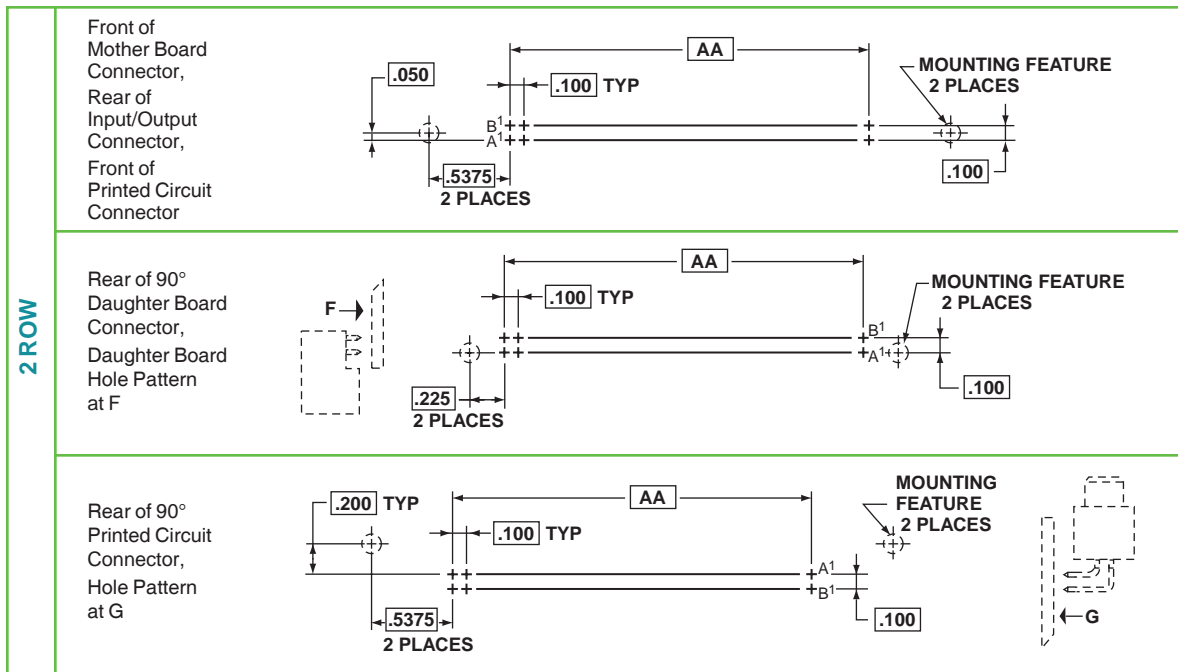 2 ROW
Front of
Mother Board
Connector,
Rear of
Input/Output
Connector,
Front of
Printed Circuit
Connector
.050
AA
.100 TYP
MOUNTING FEATURE
2 PLACES
B1
A1
.5375
2 PLACES
.100
Rear of 90°
Daughter Board
Connector,
Daughter Board
Hole Pattern
at F
F
AA
.100 TYP
MOUNTING FEATURE
2 PLACES
B1
A1
.225
2 PLACES
.100
Rear of 90°
Printed Circuit
Connector,
Hole Pattern
at G
.200 TYP
AA
.100 TYP
MOUNTING
FEATURE
2 PLACES
A1
B1
.5375
2 PLACES
.100
G